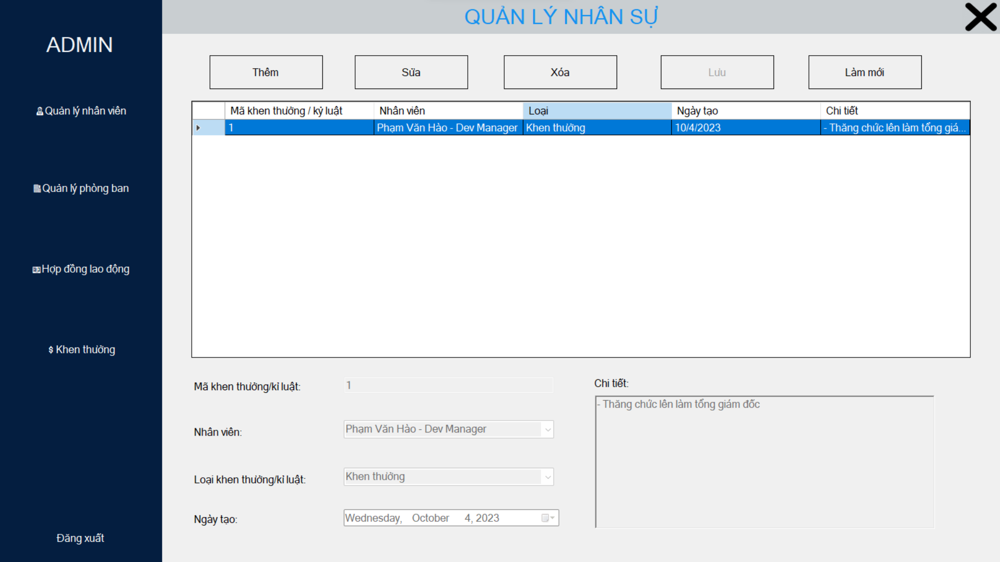 QUẢN LÝ NHÂN SỰ
ADMIN
Quản lý nhân viên
Quản lý phòng ban
Hợp đồng lao động
$ Khen thưởng
Đăng xuất
Thêm
Sửa
Xóa
Lưu
Làm mới
Mã khen thưởng / kỷ luật
Nhân viên
Loại
Ngày tạo
Chi tiết
1
Phạm Văn Hào - Dev Manager
Khen thưởng
10/4/2023
- Thăng chức lên làm tổng giá...
Mã khen thưởng/kỉ luật:
1
Nhân viên:
Phạm Văn Hào - Dev Manager
Loại khen thưởng/kỉ luật:
Khen thưởng
Ngày tạo:
Wednesday, October 4, 2023
Chi tiết:
- Thăng chức lên làm tổng giám đốc